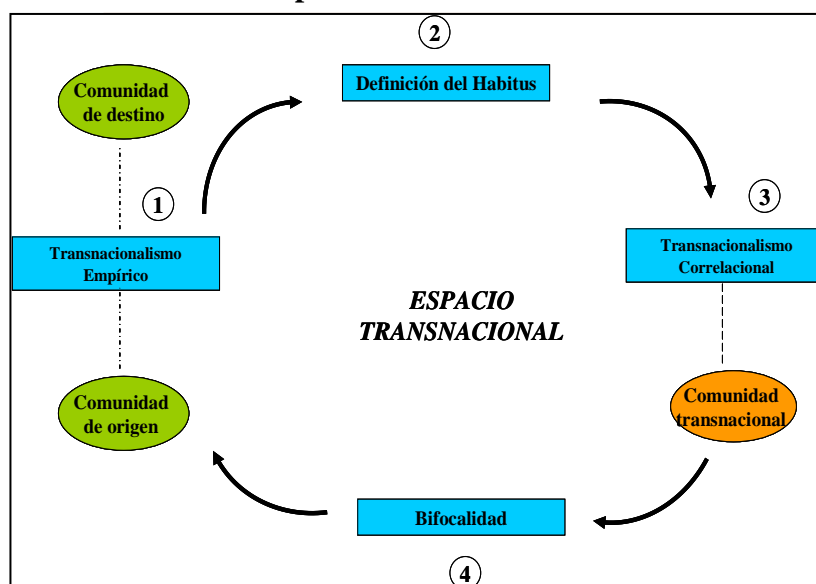 2
Comunidad
de destino
Definición del Habitus
1
3
Transnacionalismo
Empírico
Transnacionalismo
Correlacional
ESPACIO
TRANSNACIONAL
Comunidad
de origen
Comunidad
transnacional
Bifocalidad
4